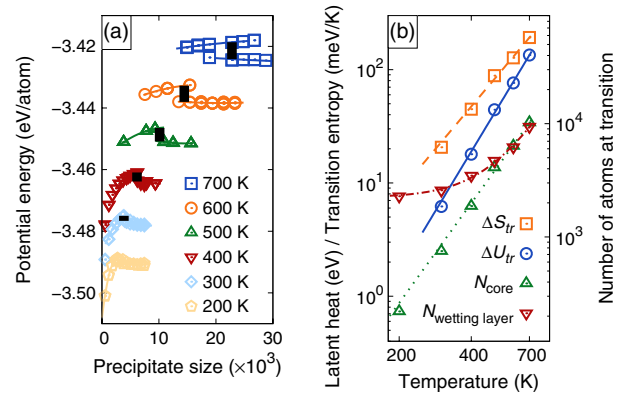 (a)
Potential energy (eV/atom)
−3.42
−3.44
−3.46
−3.48
−3.50
0 10 20 30
Precipitate size (×10³)
700 K
600 K
500 K
400 K
300 K
200 K
(b)
Latent heat (eV) / Transition entropy (meV/K)
10²
10¹
10⁰
200 400 700
Temperature (K)
ΔS_tr
ΔU_tr
N_core
N_wetting layer
10⁴
10³
Number of atoms at transition